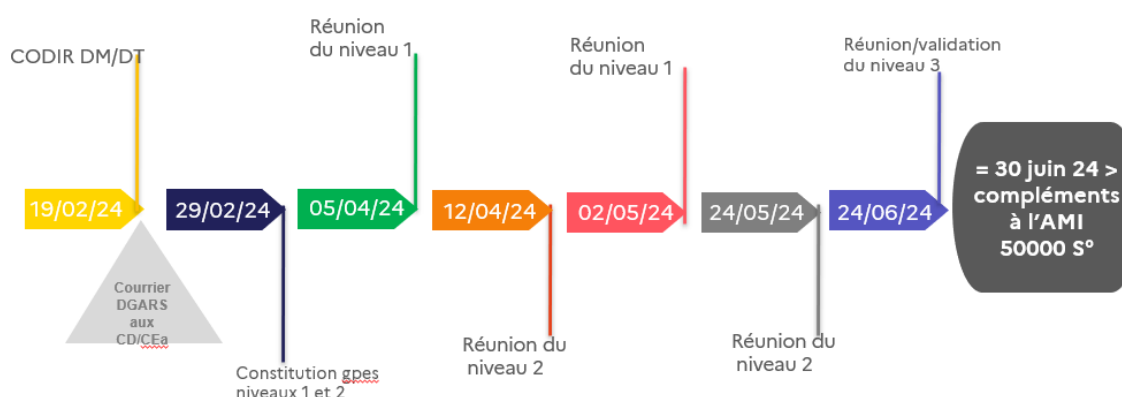 CODIR DM/DT
Réunion
du niveau 1
Réunion
du niveau 1
Réunion/validation
du niveau 3
19/02/24
29/02/24
05/04/24
12/04/24
02/05/24
24/05/24
24/06/24
= 30 juin 24 >
compléments
à l'AMI
50000 S°
Courrier
DGARS
aux
CD/CEa
Constitution gpes
niveaux 1 et 2
Réunion du
niveau 2
Réunion du
niveau 2